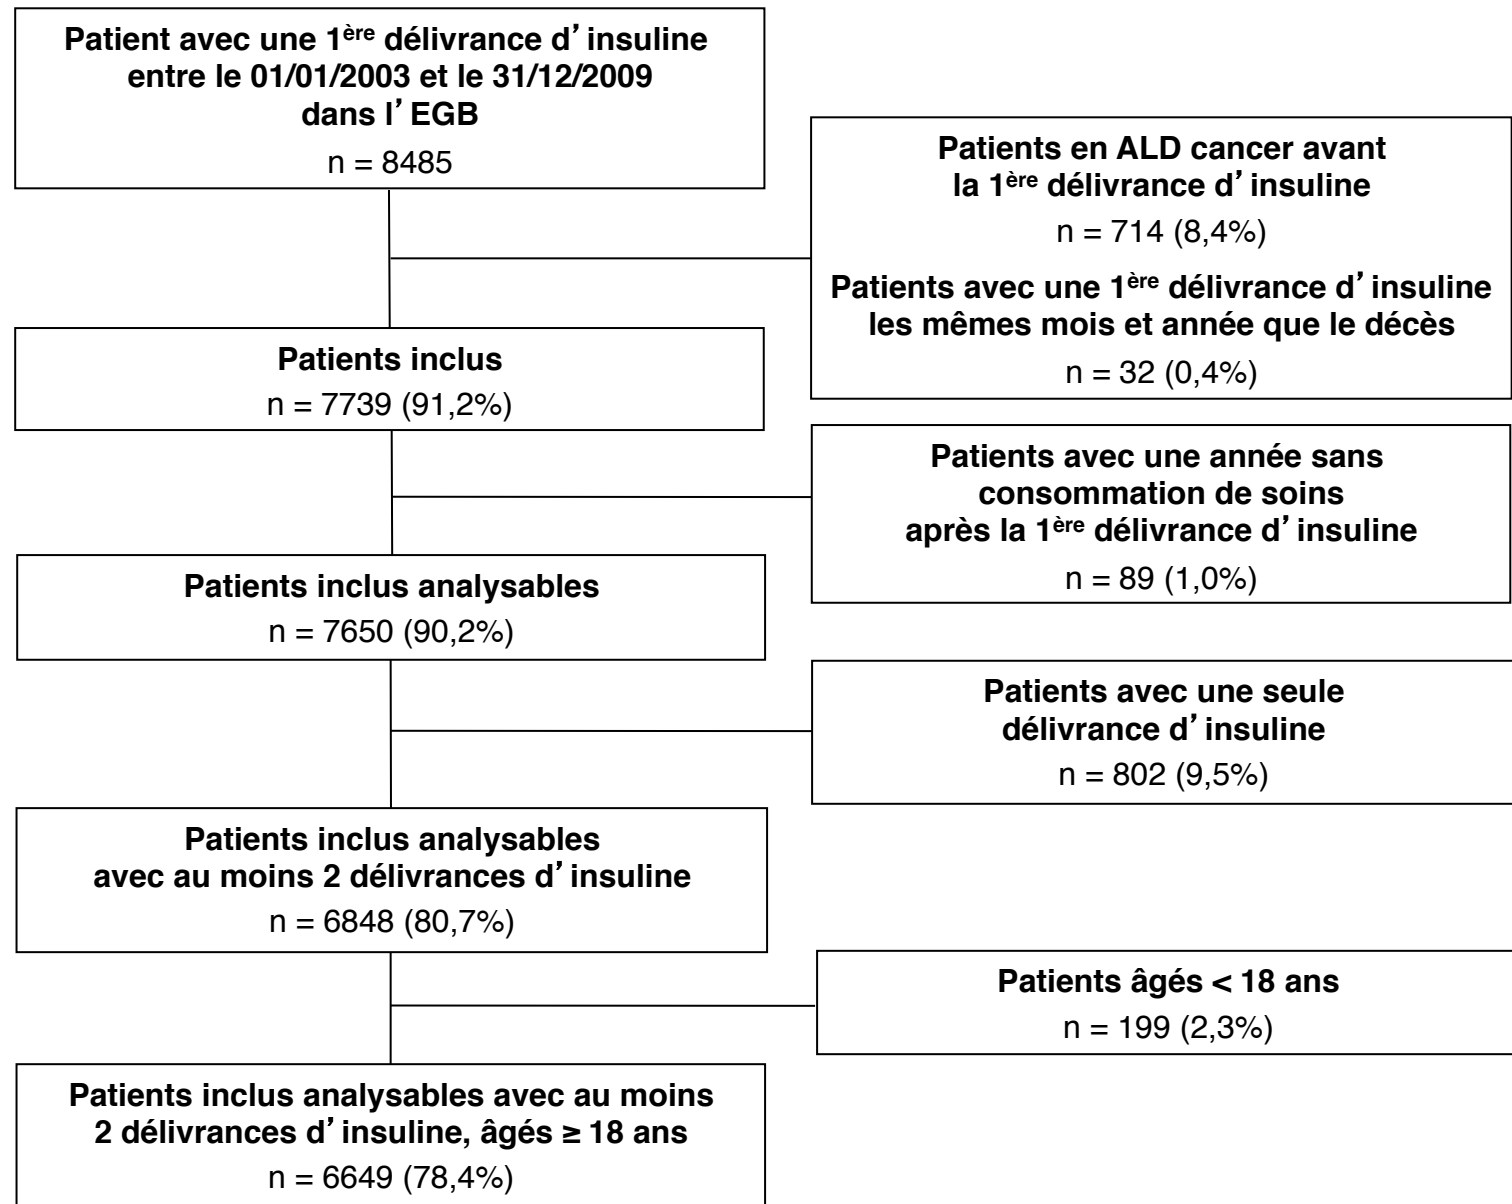 Patient avec une 1ère délivrance d’insuline
entre le 01/01/2003 et le 31/12/2009
dans l’EGB
n = 8485
Patients en ALD cancer avant
la 1ère délivrance d’insuline
n = 714 (8,4%)
Patients avec une 1ère délivrance d’insuline
les mêmes mois et année que le décès
n = 32 (0,4%)
Patients inclus
n = 7739 (91,2%)
Patients avec une année sans
consommation de soins
après la 1ère délivrance d’insuline
n = 89 (1,0%)
Patients inclus analysables
n = 7650 (90,2%)
Patients avec une seule
délivrance d’insuline
n = 802 (9,5%)
Patients inclus analysables
avec au moins 2 délivrances d’insuline
n = 6848 (80,7%)
Patients âgés < 18 ans
n = 199 (2,3%)
Patients inclus analysables avec au moins
2 délivrances d’insuline, âgés ≥ 18 ans
n = 6649 (78,4%)